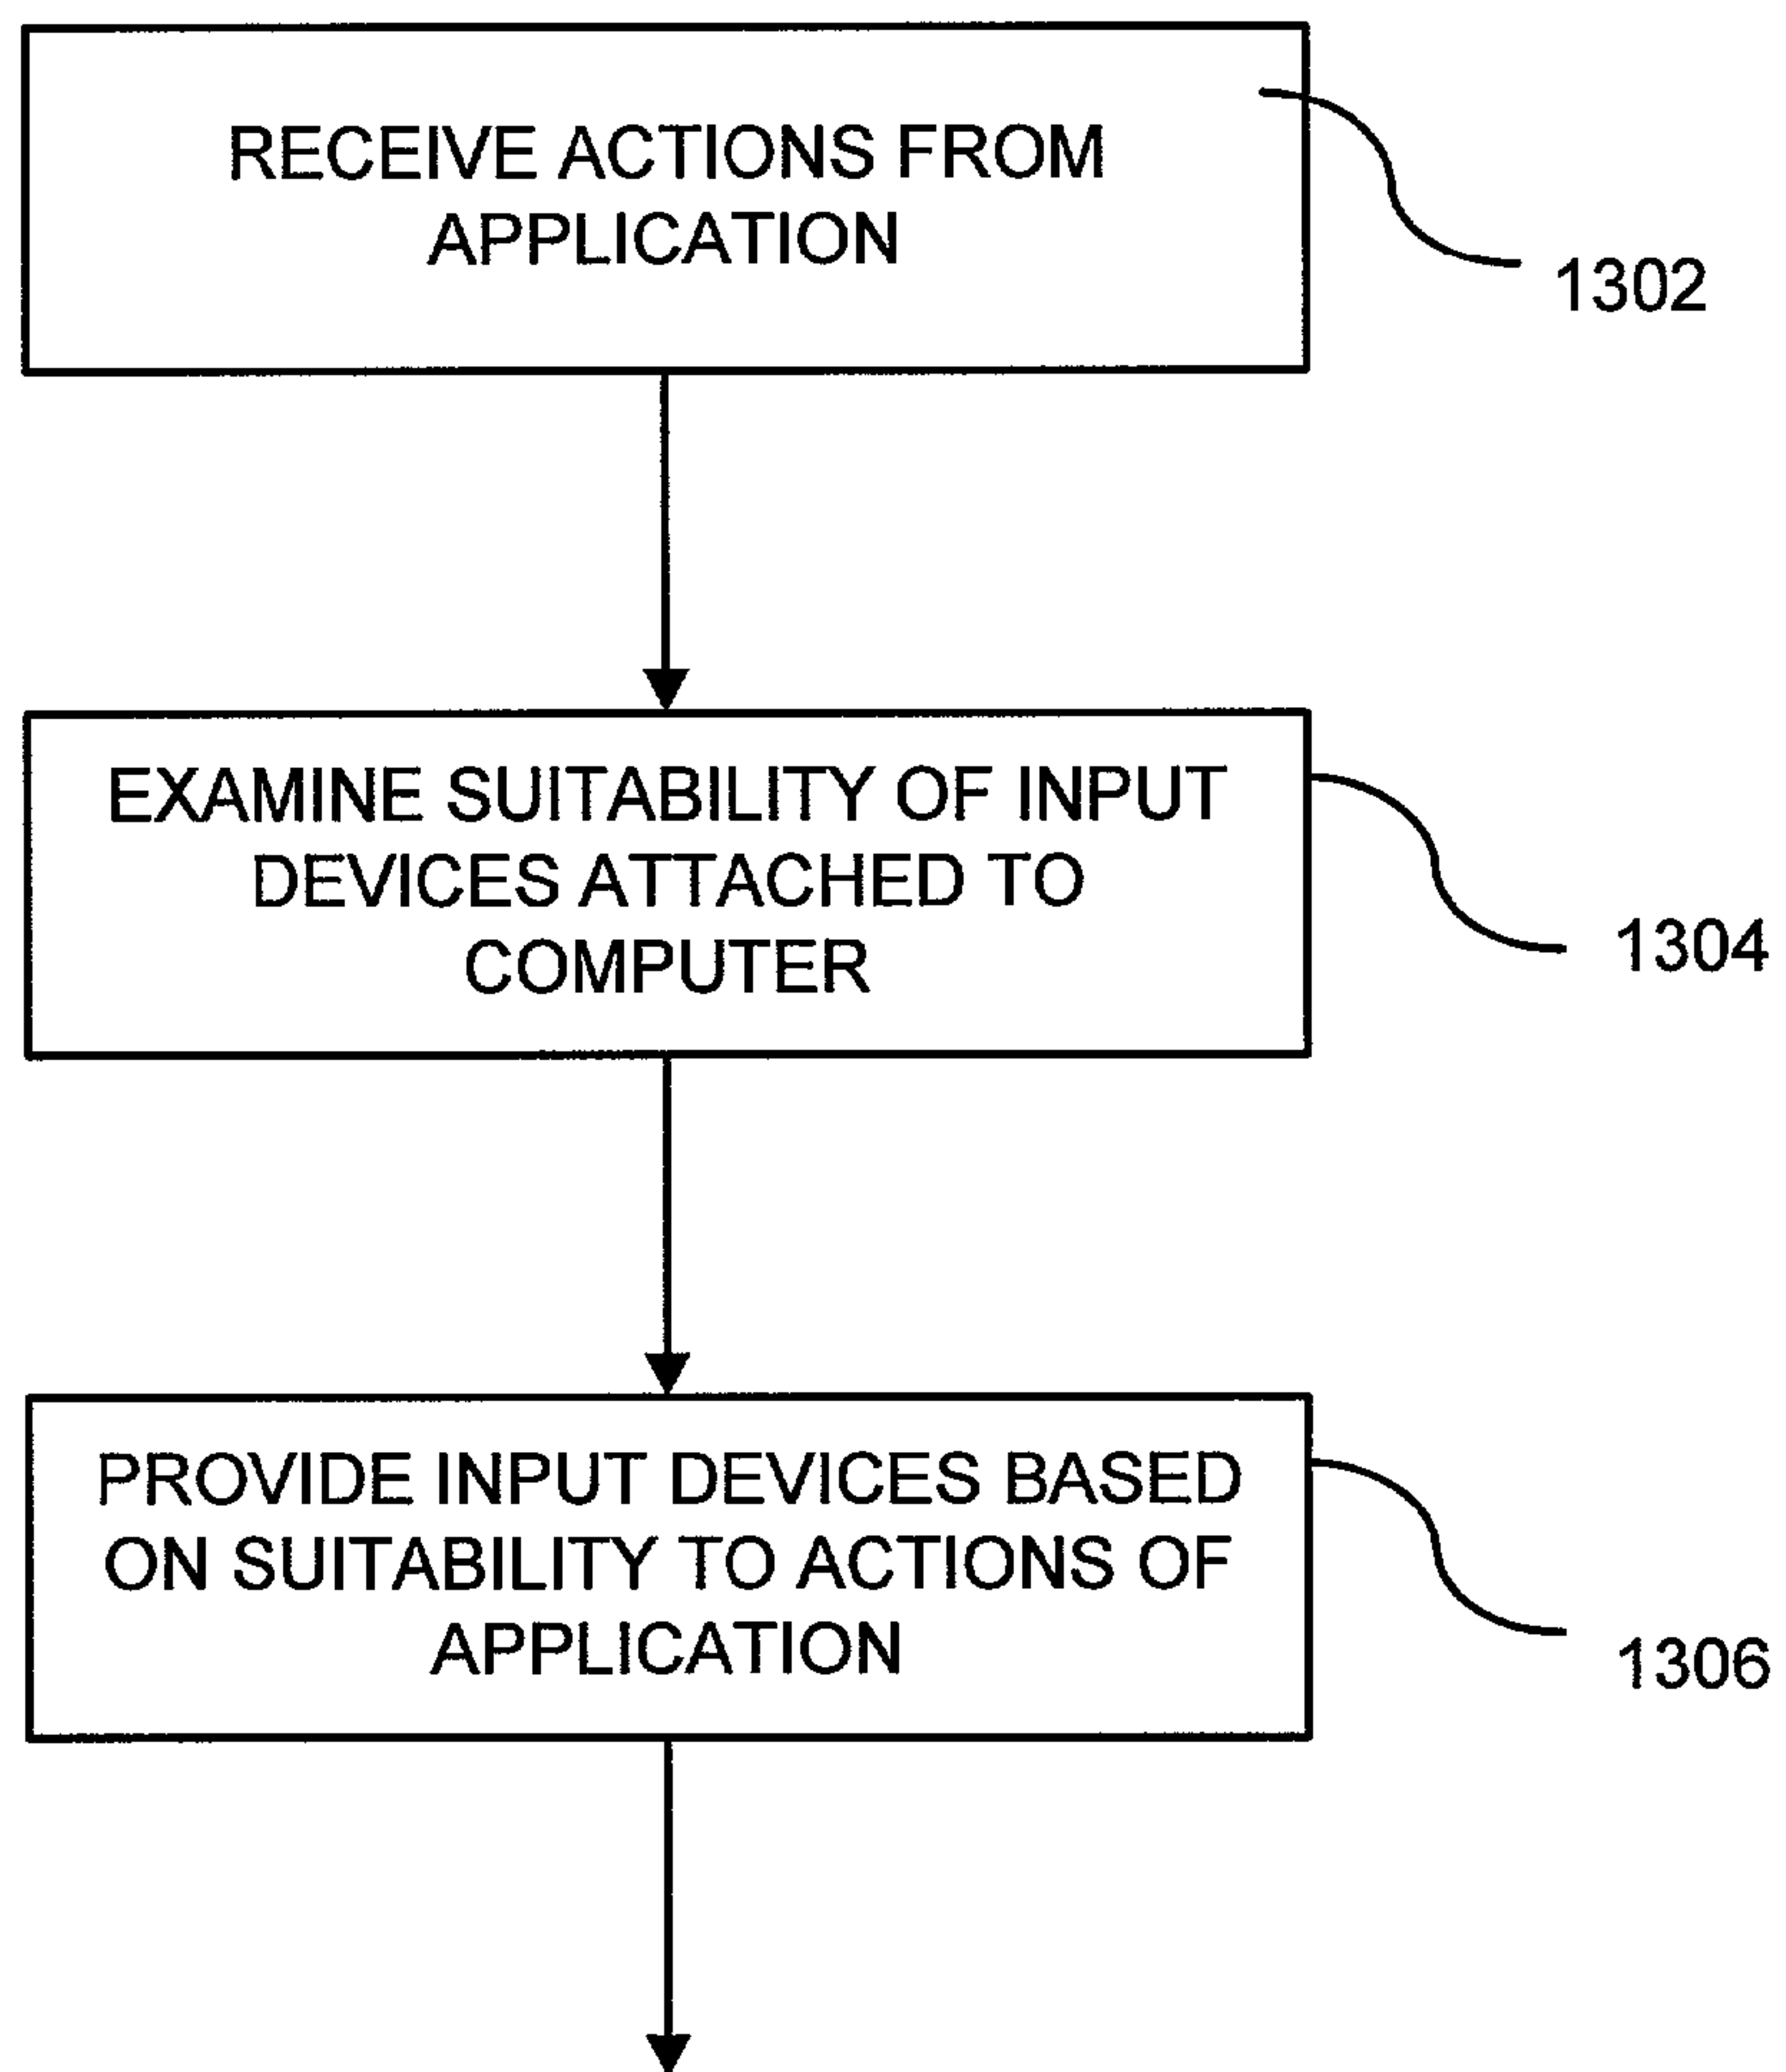 RECEIVE ACTIONS FROM
APPLICATION
1302
EXAMINE SUITABILITY OF INPUT
DEVICES ATTACHED TO
COMPUTER
1304
PROVIDE INPUT DEVICES BASED
ON SUITABILITY TO ACTIONS OF
APPLICATION
1306